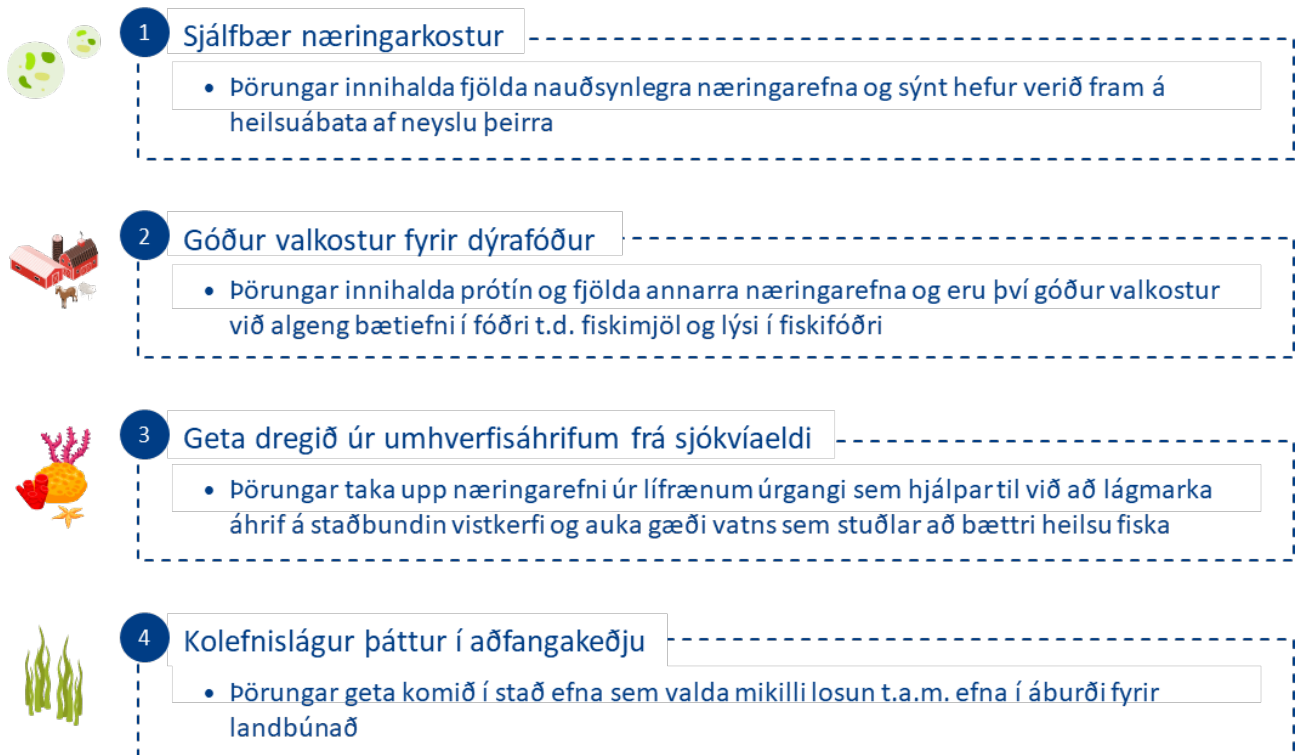 1
Sjálfbær næringarkostur
• Þörungar innihalda fjölda nauðsynlegra næringarefna og sýnt hefur verið fram á
heilsuábata af neyslu þeirra
2
Góður valkostur fyrir dýrafóður
• Þörungar innihalda prótín og fjölda annarra næringarefna og eru því góður valkostur
við algeng bætiefni í fóðri t.d. fiskimjöl og lýsi í fiskifóðri
3
Geta dregið úr umhverfisáhrifum frá sjókvíaeldi
• Þörungar taka upp næringarefni úr lífrænum úrgangi sem hjálpar til við að lágmarka
áhrif á staðbundin vistkerfi og auka gæði vatns sem stuðlar að bættri heilsu fiska
4
Kolefnislágur þáttur í aðfangakeðju
• Þörungar geta komið í stað efna sem valda mikilli losun t.a.m. efna í áburði fyrir
landbúnað